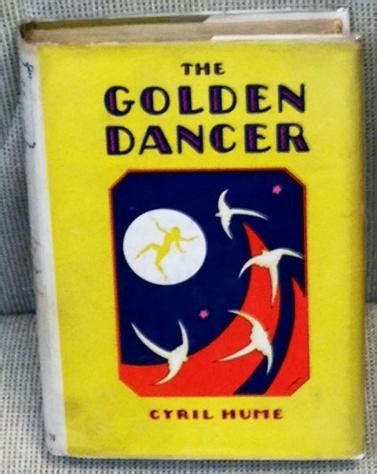 THE
GOLDEN
DANCER
CYRIL HUME